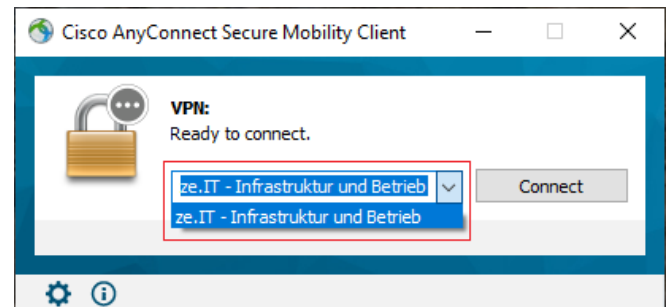 Cisco AnyConnect Secure Mobility Client
VPN:
Ready to connect.
ze.IT - Infrastruktur und Betrieb
Connect
ze.IT - Infrastruktur und Betrieb